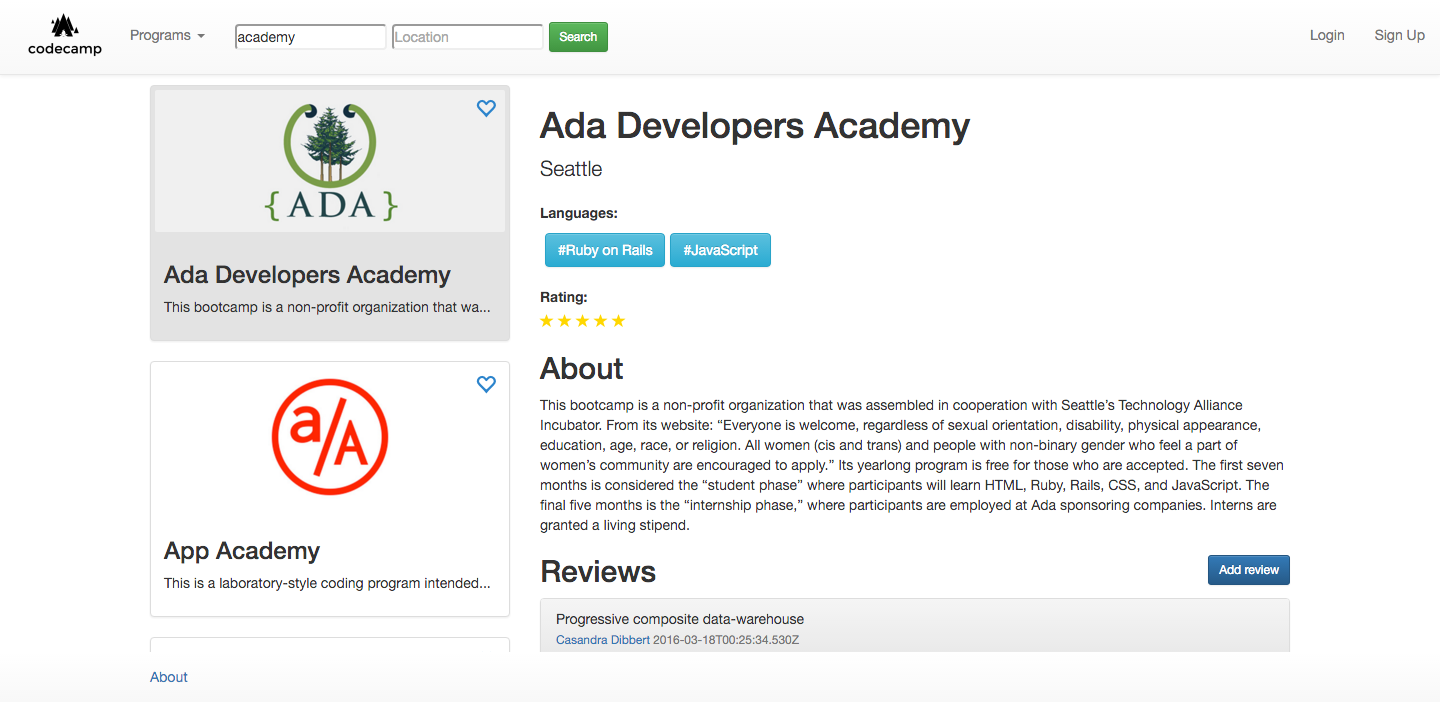 codecamp
Programs
academy
Location
Search
Login
Sign Up
{ADA}
Ada Developers Academy
This bootcamp is a non-profit organization that wa...
a/A
App Academy
This is a laboratory-style coding program intended...
Ada Developers Academy
Seattle
Languages:
#Ruby on Rails
#JavaScript
Rating:
About
This bootcamp is a non-profit organization that was assembled in cooperation with Seattle’s Technology Alliance
Incubator. From its website: “Everyone is welcome, regardless of sexual orientation, disability, physical appearance,
education, age, race, or religion. All women (cis and trans) and people with non-binary gender who feel a part of
women’s community are encouraged to apply.” Its yearlong program is free for those who are accepted. The first seven
months is considered the “student phase” where participants will learn HTML, Ruby, Rails, CSS, and JavaScript. The
final five months is the “internship phase,” where participants are employed at Ada sponsoring companies. Interns are
granted a living stipend.
Reviews
Add review
Progressive composite data-warehouse
Casandra Dibbert 2016-03-18T00:25:34.530Z
About